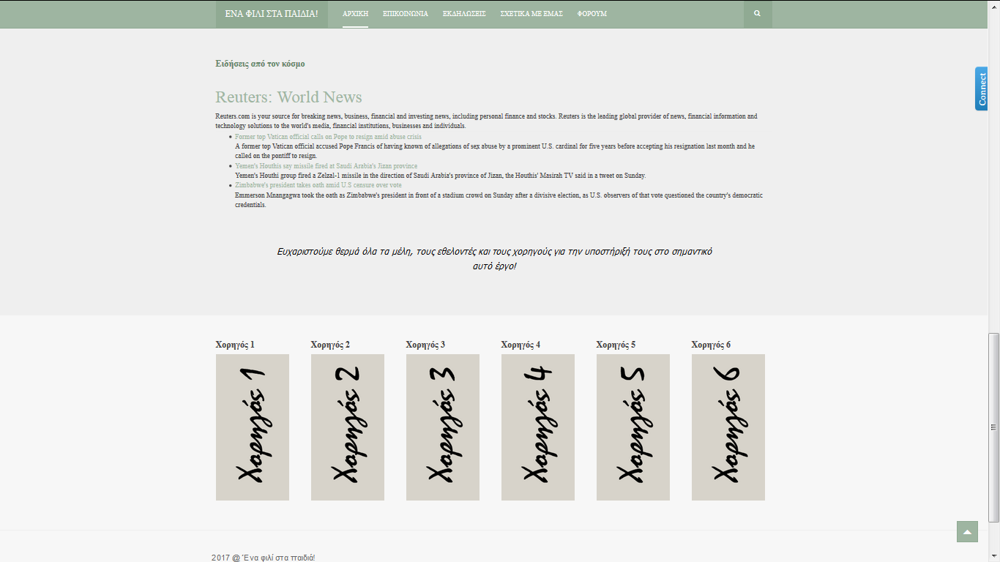 ΕΝΑ ΦΙΛΙ ΣΤΑ ΠΑΙΔΙΑ! ΑΡΧΙΚΗ ΕΠΙΚΟΙΝΩΝΙΑ ΕΚΔΗΛΩΣΕΙΣ ΣΧΕΤΙΚΑ ΜΕ ΕΜΑΣ ΦΟΡΟΥΜ
Ειδήσεις από τον κόσμο
Connect
Reuters: World News
Reuters.com is your source for breaking news, business, financial and investing news, including personal finance and stocks. Reuters is the leading global provider of news, financial information and
technology solutions to the world's media, financial institutions, businesses and individuals.
Former top Vatican official calls on Pope to resign amid abuse crisis
A former top Vatican official accused Pope Francis of having known of allegations of sex abuse by a prominent U.S. cardinal for five years before accepting his resignation last month and he
called on the pontiff to resign.
Yemen's Houthis say missile fired at Saudi Arabia's Jizan province
Yemen's Houthi group fired a Zelzal-1 missile in the direction of Saudi Arabia's province of Jizan, the Houthis' Masirah TV said in a tweet on Sunday.
Zimbabwe's president takes oath amid U.S censure over vote
Emmerson Mnangagwa took the oath as Zimbabwe's president in front of a stadium crowd on Sunday after a divisive election, as U.S. observers of that vote questioned the country's democratic
credentials.
Ευχαριστούμε θερμά όλα τα μέλη, τους εθελοντές και τους χορηγούς για την υποστήριξή τους στο σημαντικό
αυτό έργο!
Χορηγός 1 Χορηγός 2 Χορηγός 3 Χορηγός 4 Χορηγός 5 Χορηγός 6
Χορηγός 1
Χορηγός 2
Χορηγός 3
Χορηγός 4
Χορηγός 5
Χορηγός 6
2017 @ Ένα φιλί στα παιδιά!